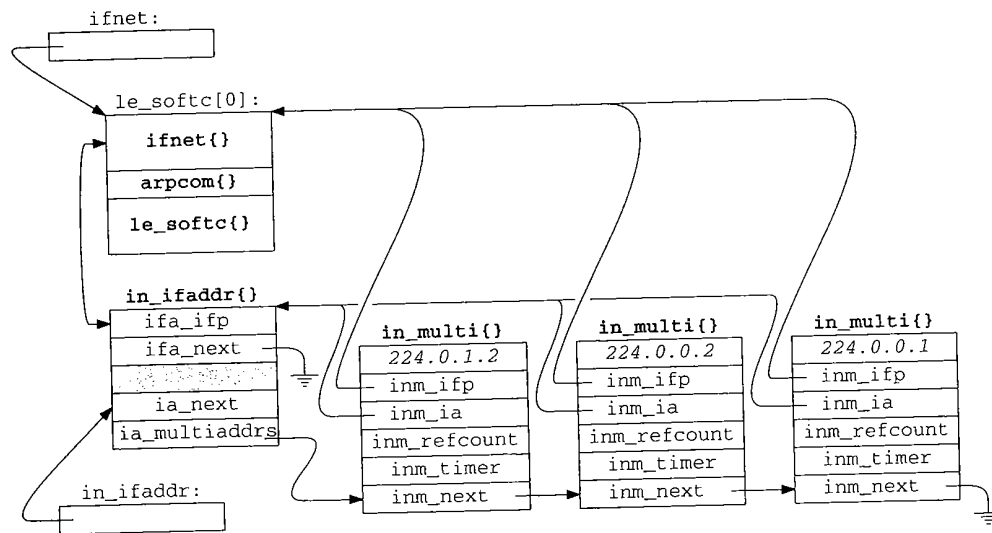 ifnet:
le_softc[0]:
ifnet{}
arpcom{}
le_softc{}
in_ifaddr{}
ifa_ifp
ifa_next
ia_next
ia_multiaddrs
in_ifaddr:
in_multi{}
224.0.1.2
inm_ifp
inm_ia
inm_refcount
inm_timer
inm_next
in_multi{}
224.0.0.2
inm_ifp
inm_ia
inm_refcount
inm_timer
inm_next
in_multi{}
224.0.0.1
inm_ifp
inm_ia
inm_refcount
inm_timer
inm_next